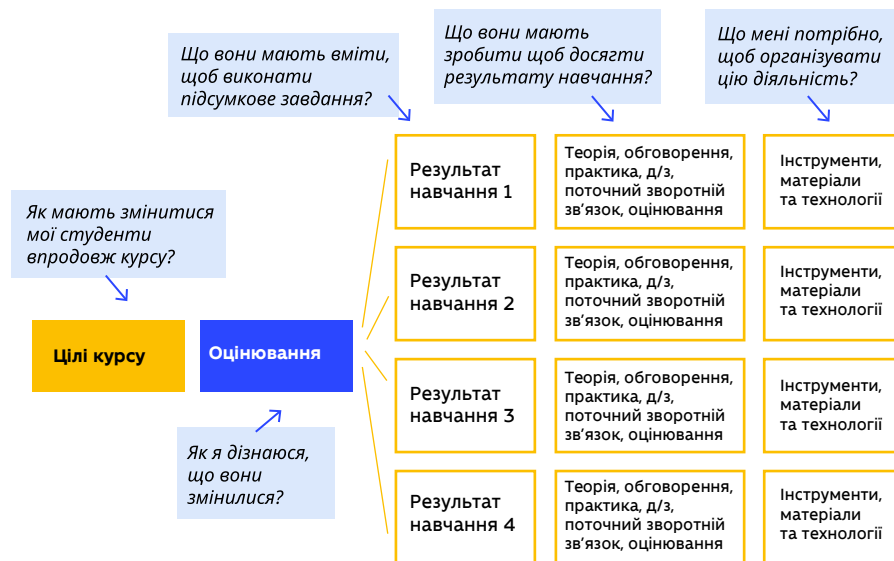 Що вони мають вміти,
щоб виконати
підсумкове завдання?
Що вони мають
зробити щоб досягти
результату навчання?
Що мені потрібно,
щоб організувати
цію діяльність?
Як мають змінитися
мої студенти
впродовж курсу?
Цілі курсу
Оцінювання
Як я дізнаюся,
що вони
змінилися?
Результат
навчання 1
Теорія, обговорення,
практика, д/з,
поточний зворотній
зв’язок, оцінювання
Інструменти,
матеріали
та технології
Результат
навчання 2
Теорія, обговорення,
практика, д/з,
поточний зворотній
зв’язок, оцінювання
Інструменти,
матеріали
та технології
Результат
навчання 3
Теорія, обговорення,
практика, д/з,
поточний зворотній
зв’язок, оцінювання
Інструменти,
матеріали
та технології
Результат
навчання 4
Теорія, обговорення,
практика, д/з,
поточний зворотній
зв’язок, оцінювання
Інструменти,
матеріали
та технології